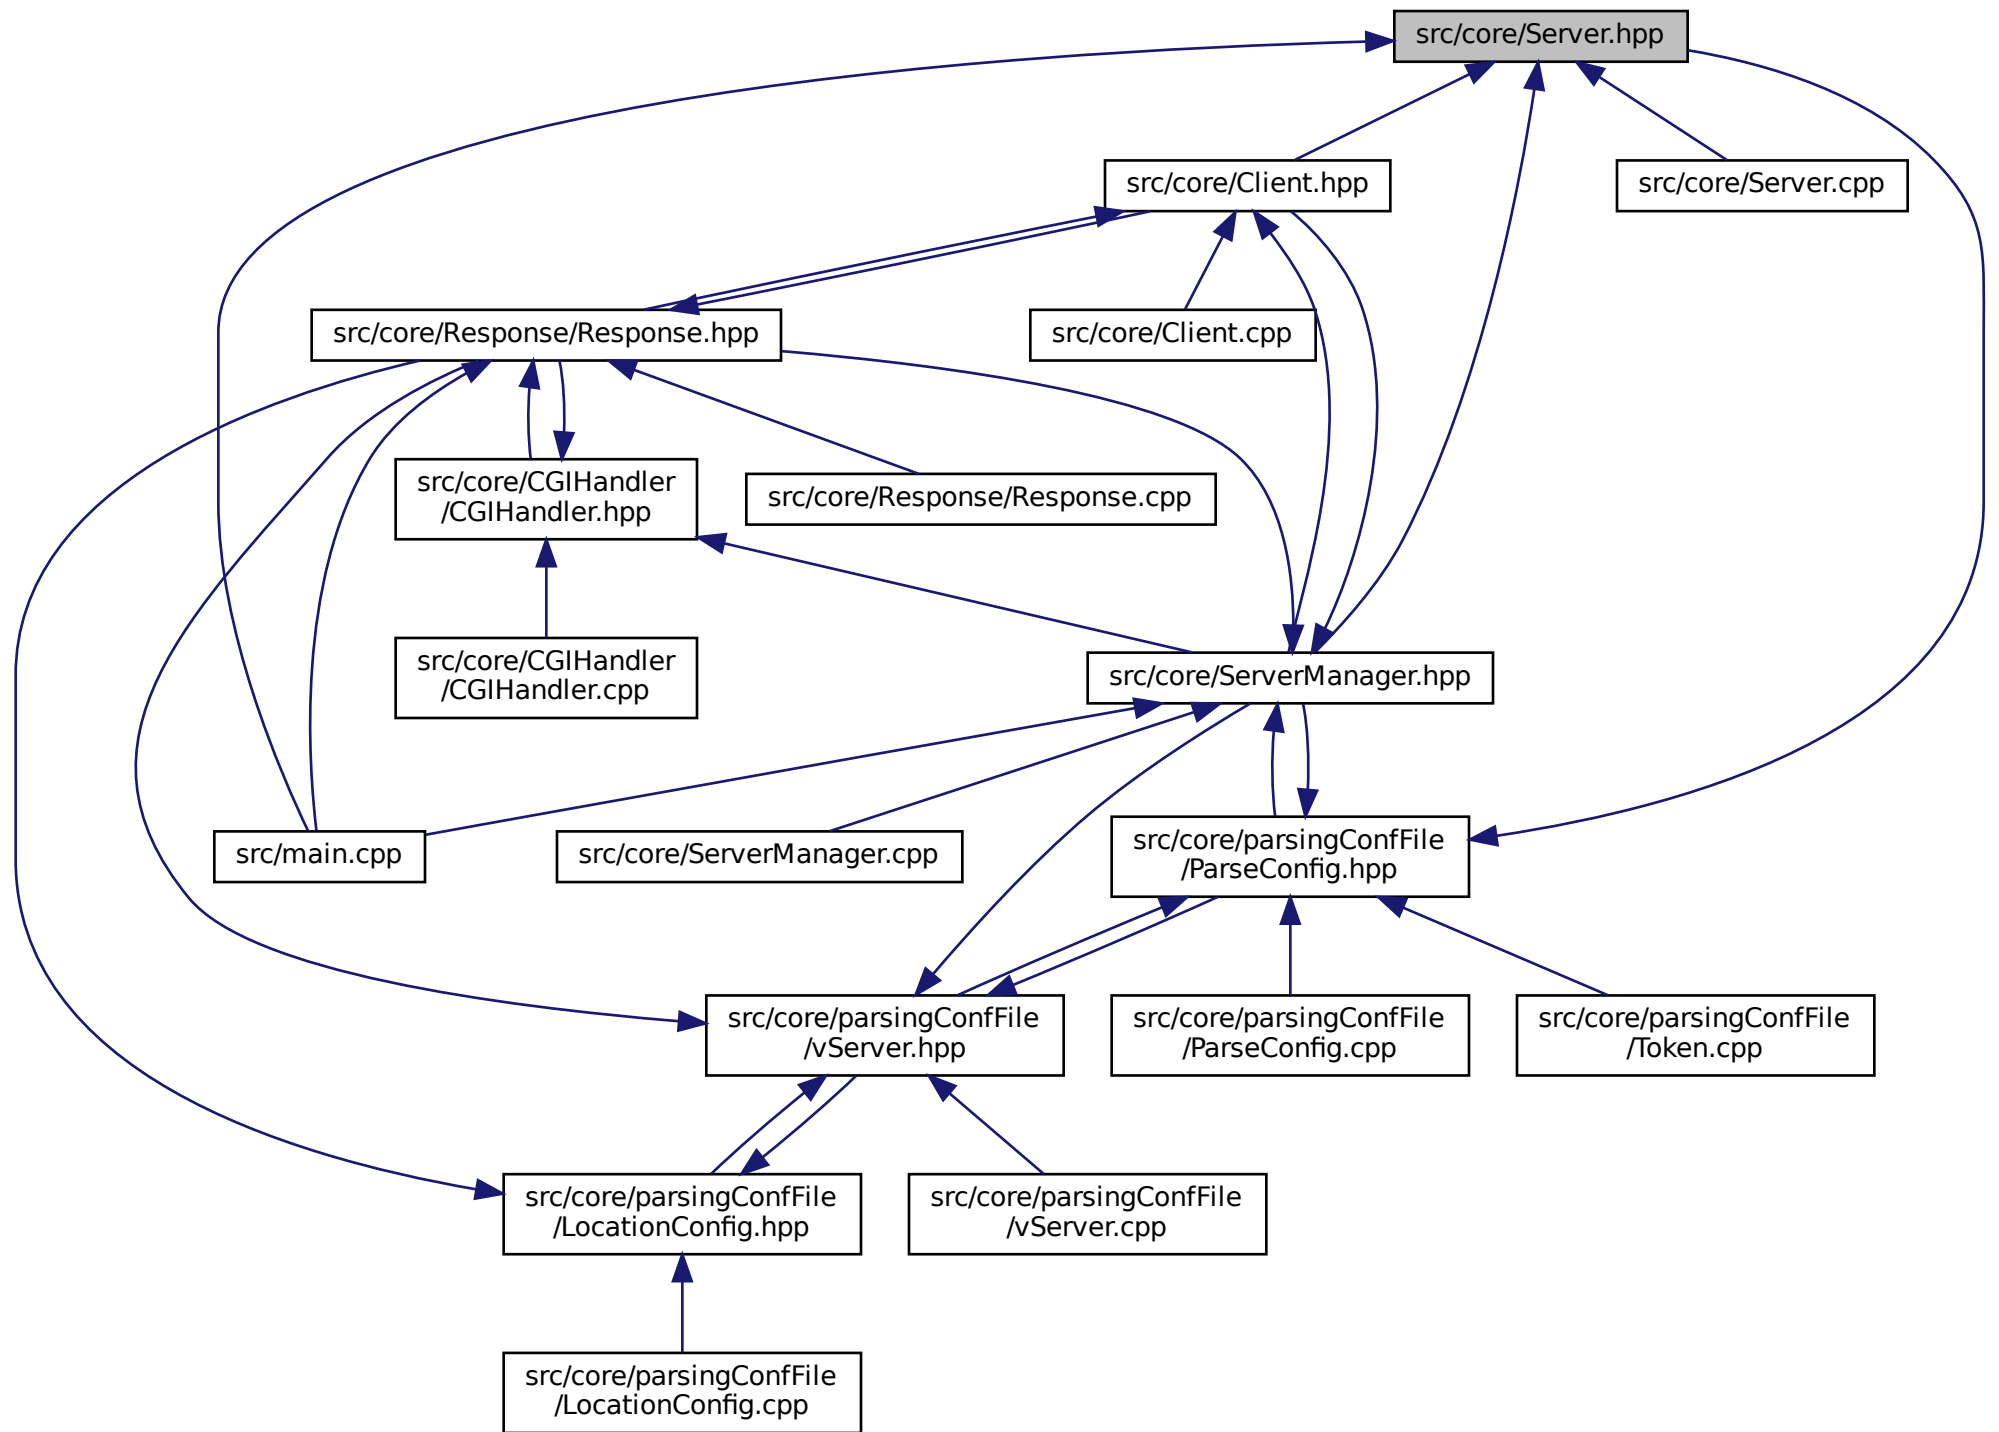 src/core/Server.hpp
src/core/Client.hpp
src/core/Server.cpp
src/core/Response/Response.hpp
src/core/Client.cpp
src/core/CGIHandler
/CGIHandler.hpp
src/core/Response/Response.cpp
src/core/CGIHandler
/CGIHandler.cpp
src/core/ServerManager.hpp
src/main.cpp
src/core/ServerManager.cpp
src/core/parsingConfFile
/ParseConfig.hpp
src/core/parsingConfFile
/vServer.hpp
src/core/parsingConfFile
/ParseConfig.cpp
src/core/parsingConfFile
/Token.cpp
src/core/parsingConfFile
/LocationConfig.hpp
src/core/parsingConfFile
/vServer.cpp
src/core/parsingConfFile
/LocationConfig.cpp